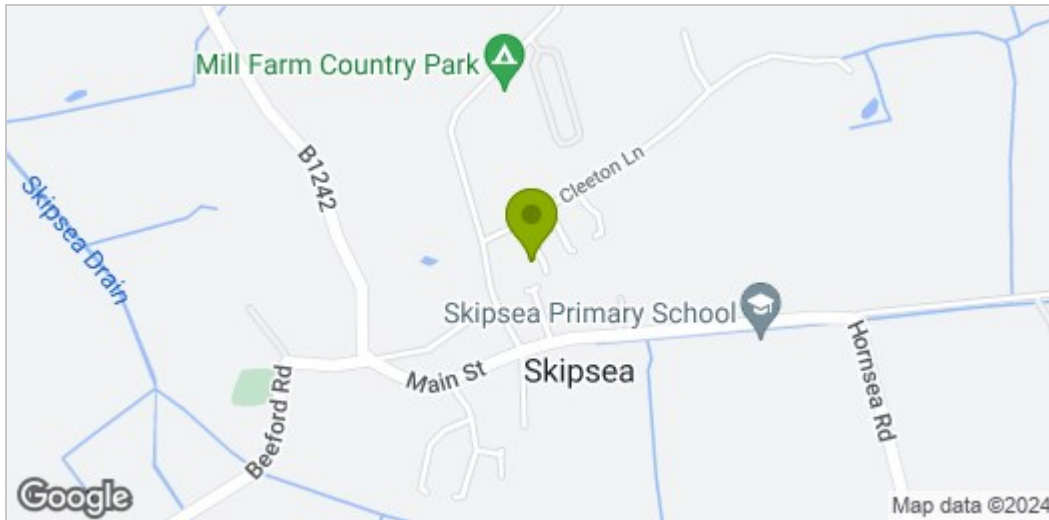 Mill Farm Country Park
B1242
Cleeton Ln
Skipsea Drain
Skipsea Primary School
Hornsea Rd
Main St
Skipsea
Beeford Rd
Google
Map data ©2024